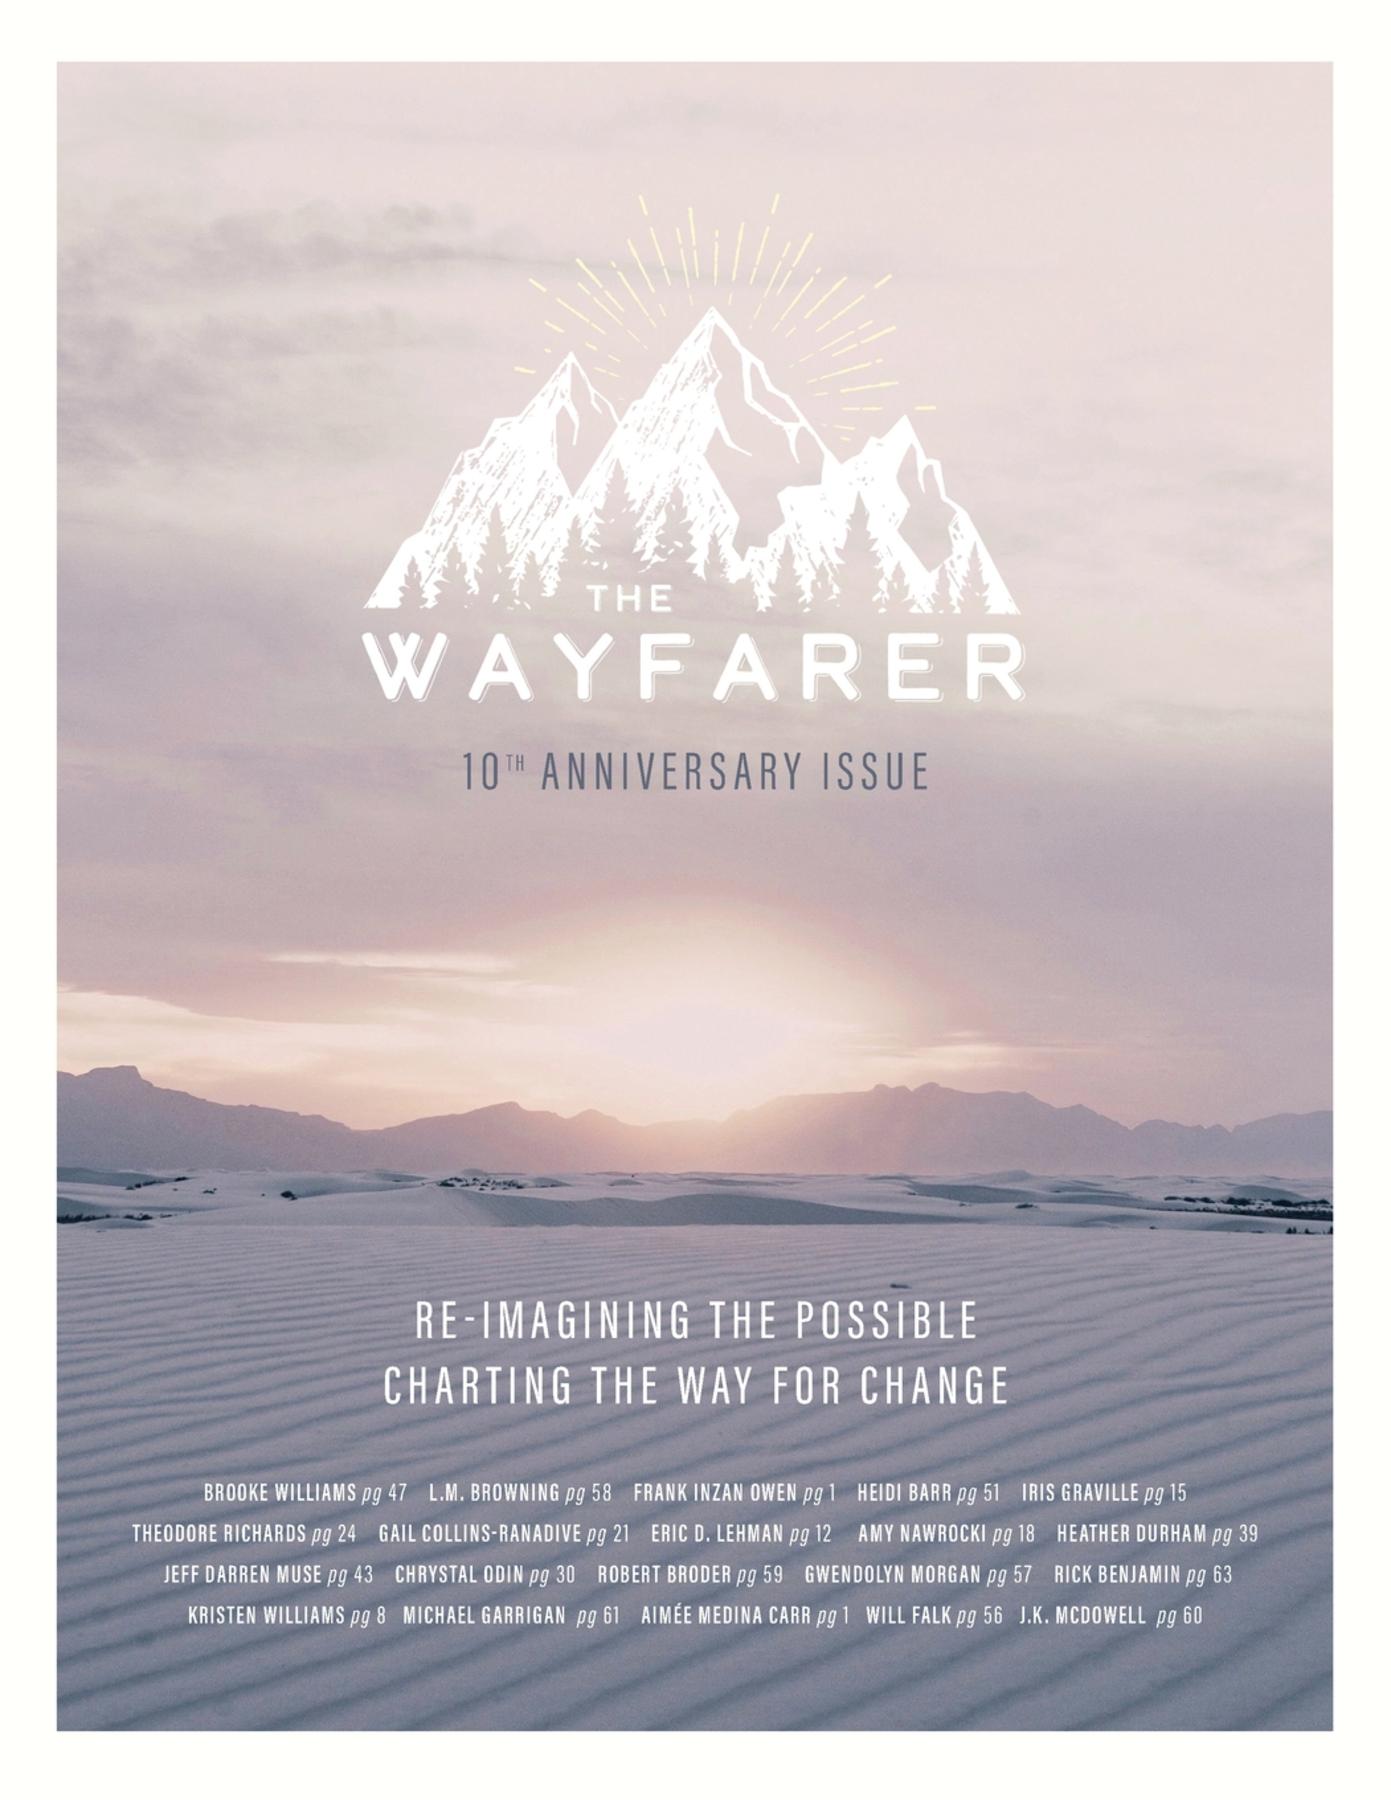 THE
WAYFARER
10TH ANNIVERSARY ISSUE
RE-IMAGINING THE POSSIBLE
CHARTING THE WAY FOR CHANGE
BROOKE WILLIAMS pg 47 L.M. BROWNING pg 58 FRANK INZAN OWEN pg 1 HEIDI BARR pg 51 IRIS GRAVILLE pg 15
THEODORE RICHARDS pg 24 GAIL COLLINS-RANADIVE pg 21 ERIC D. LEHMAN pg 12 AMY NAWROCKI pg 18 HEATHER DURHAM pg 39
JEFF DARREN MUSE pg 43 CHRYSTAL ODIN pg 30 ROBERT BRODER pg 59 GWENDOLYN MORGAN pg 57 RICK BENJAMIN pg 63
KRISTEN WILLIAMS pg 8 MICHAEL GARRIGAN pg 61 AIMÉE MEDINA CARR pg 1 WILL FALK pg 56 J.K. MCDOWELL pg 60